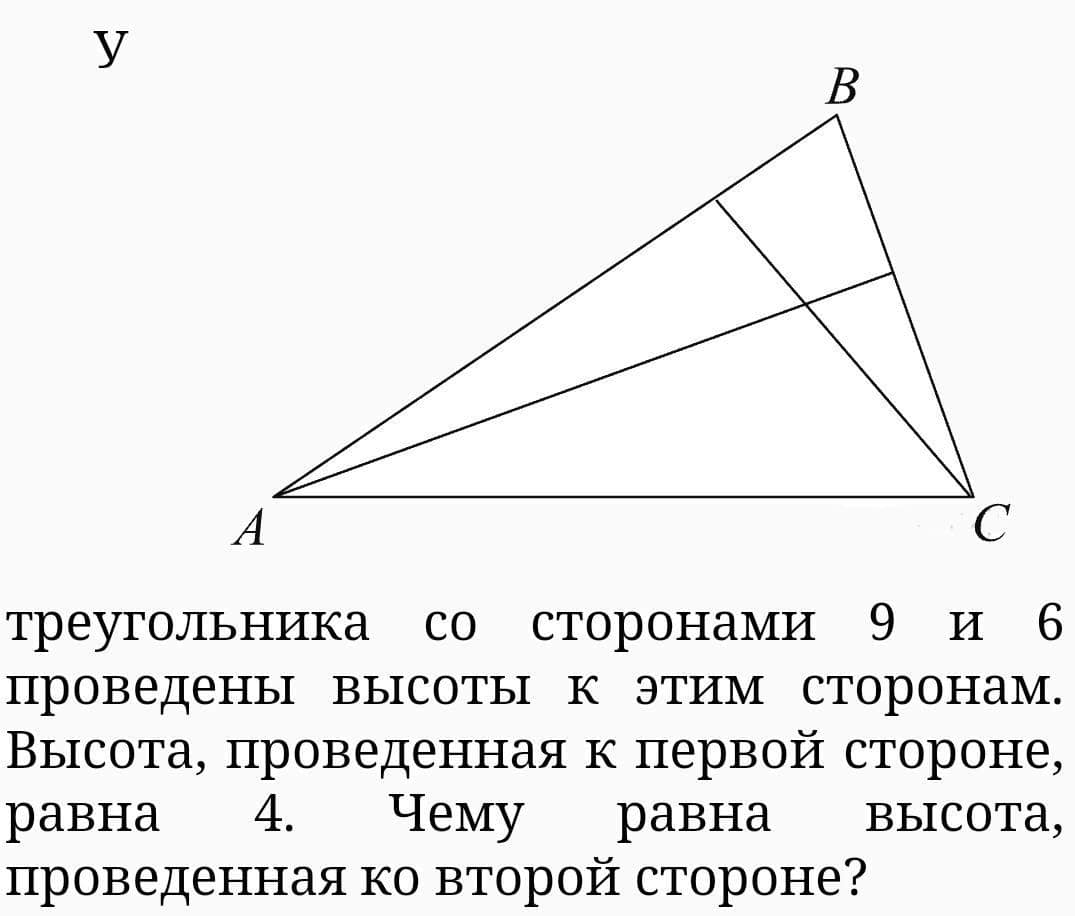 У
B
A
C
треугольника со сторонами 9 и 6
проведены высоты к этим сторонам.
Высота, проведенная к первой стороне,
равна 4. Чему равна высота,
проведенная ко второй стороне?